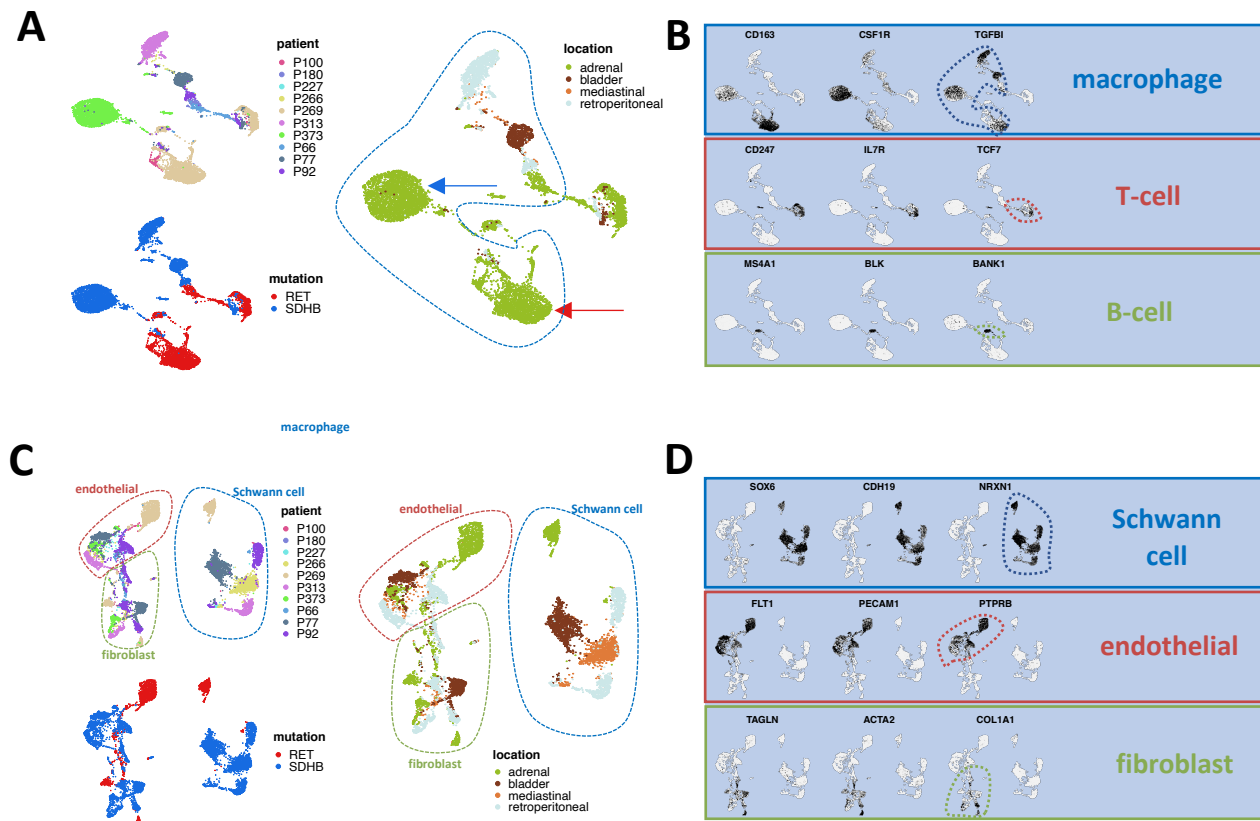 A
patient
P100
P180
P227
P266
P269
P313
P373
P66
P77
P92
mutation
RET
SDHB
location
adrenal
bladder
mediastinal
retroperitoneal
B
CD163 CSF1R TGFBI
macrophage
CD247 IL7R TCF7
T-cell
MS4A1 BLK BANK1
B-cell
macrophage
C
endothelial
Schwann cell
patient
P100
P180
P227
P266
P269
P313
P373
P66
P77
P92
fibroblast
mutation
RET
SDHB
endothelial
Schwann cell
fibroblast
location
adrenal
bladder
mediastinal
retroperitoneal
D
SOX6 CDH19 NRXN1
Schwann
cell
FLT1 PECAM1 PTPRB
endothelial
TAGLN ACTA2 COL1A1
fibroblast